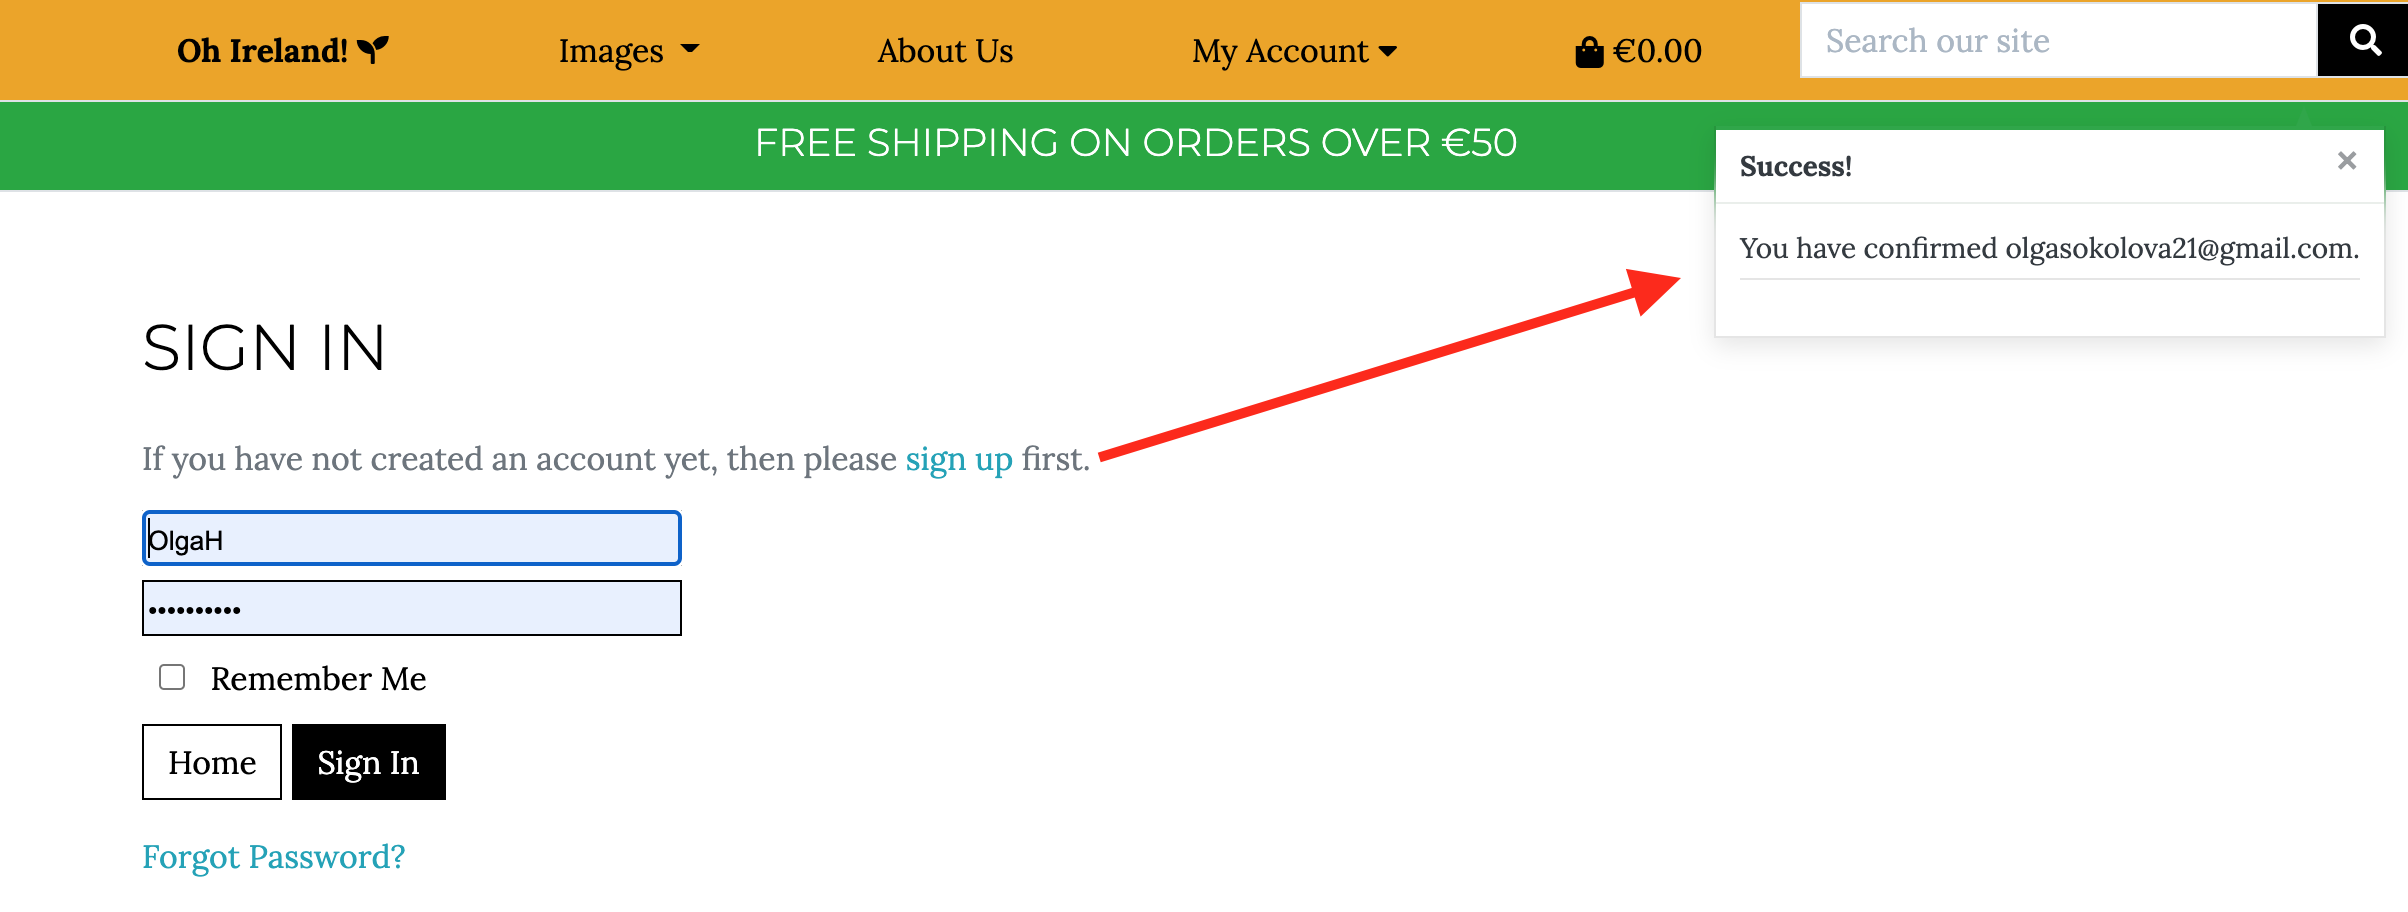 Oh Ireland! Images About Us My Account €0.00 Search our site
FREE SHIPPING ON ORDERS OVER €50
Success! ×
You have confirmed olgasokolova21@gmail.com.
SIGN IN
If you have not created an account yet, then please sign up first.
OlgaH
••••••••••
Remember Me
Home Sign In
Forgot Password?